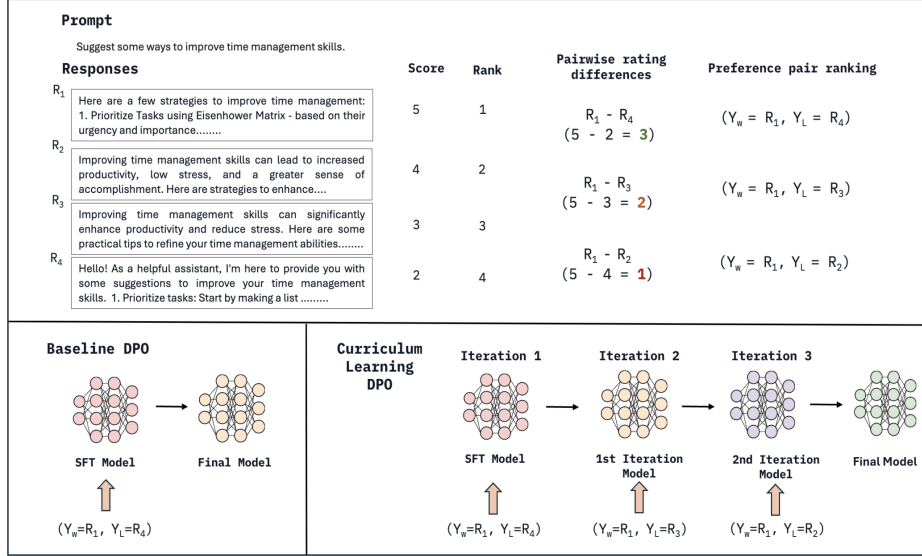 Prompt
Suggest some ways to improve time management skills.
Responses
Score
Rank
Pairwise rating
differences
Preference pair ranking
R1
Here are a few strategies to improve time management:
1. Prioritize Tasks using Eisenhower Matrix - based on their
urgency and importance........
5
1
R1 - R4
(5 - 2 = 3)
(Yw = R1, YL = R4)
R2
Improving time management skills can lead to increased
productivity, low stress, and a greater sense of
accomplishment. Here are strategies to enhance....
4
2
R1 - R3
(5 - 3 = 2)
(Yw = R1, YL = R3)
R3
Improving time management skills can significantly
enhance productivity and reduce stress. Here are some
practical tips to refine your time management abilities........
3
3
R1 - R2
(5 - 4 = 1)
(Yw = R1, YL = R2)
R4
Hello! As a helpful assistant, I'm here to provide you with
some suggestions to improve your time management
skills. 1. Prioritize tasks: Start by making a list .........
2
4
Baseline DPO
SFT Model
Final Model
(Yw=R1, YL=R4)
Curriculum
Learning
DPO
Iteration 1
Iteration 2
Iteration 3
SFT Model
1st Iteration
Model
2nd Iteration
Model
Final Model
(Yw=R1, YL=R4)
(Yw=R1, YL=R3)
(Yw=R1, YL=R2)